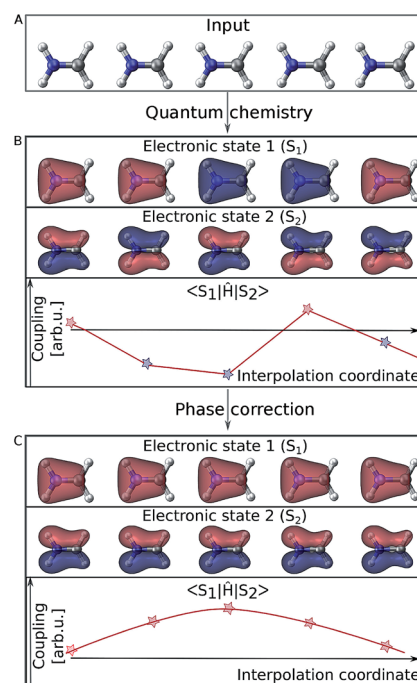 A
Input
Quantum chemistry
B
Electronic state 1 (S₁)
Electronic state 2 (S₂)
<S₁|Ĥ|S₂>
Coupling
[arb.u.]
Interpolation coordinate
Phase correction
C
Electronic state 1 (S₁)
Electronic state 2 (S₂)
<S₁|Ĥ|S₂>
Coupling
[arb.u.]
Interpolation coordinate